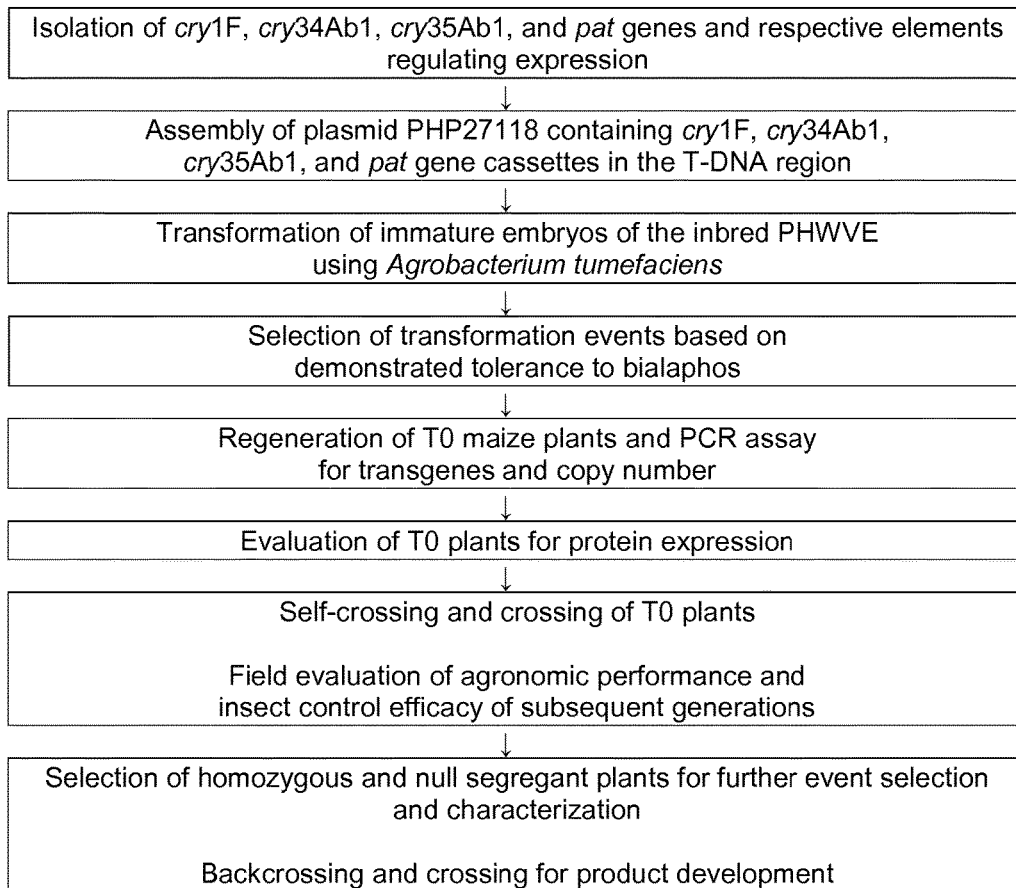 Isolation of cry1F, cry34Ab1, cry35Ab1, and pat genes and respective elements
regulating expression
↓
Assembly of plasmid PHP27118 containing cry1F, cry34Ab1,
cry35Ab1, and pat gene cassettes in the T-DNA region
↓
Transformation of immature embryos of the inbred PHWVE
using Agrobacterium tumefaciens
↓
Selection of transformation events based on
demonstrated tolerance to bialaphos
↓
Regeneration of T0 maize plants and PCR assay
for transgenes and copy number
↓
Evaluation of T0 plants for protein expression
↓
Self-crossing and crossing of T0 plants
Field evaluation of agronomic performance and
insect control efficacy of subsequent generations
↓
Selection of homozygous and null segregant plants for further event selection
and characterization
Backcrossing and crossing for product development